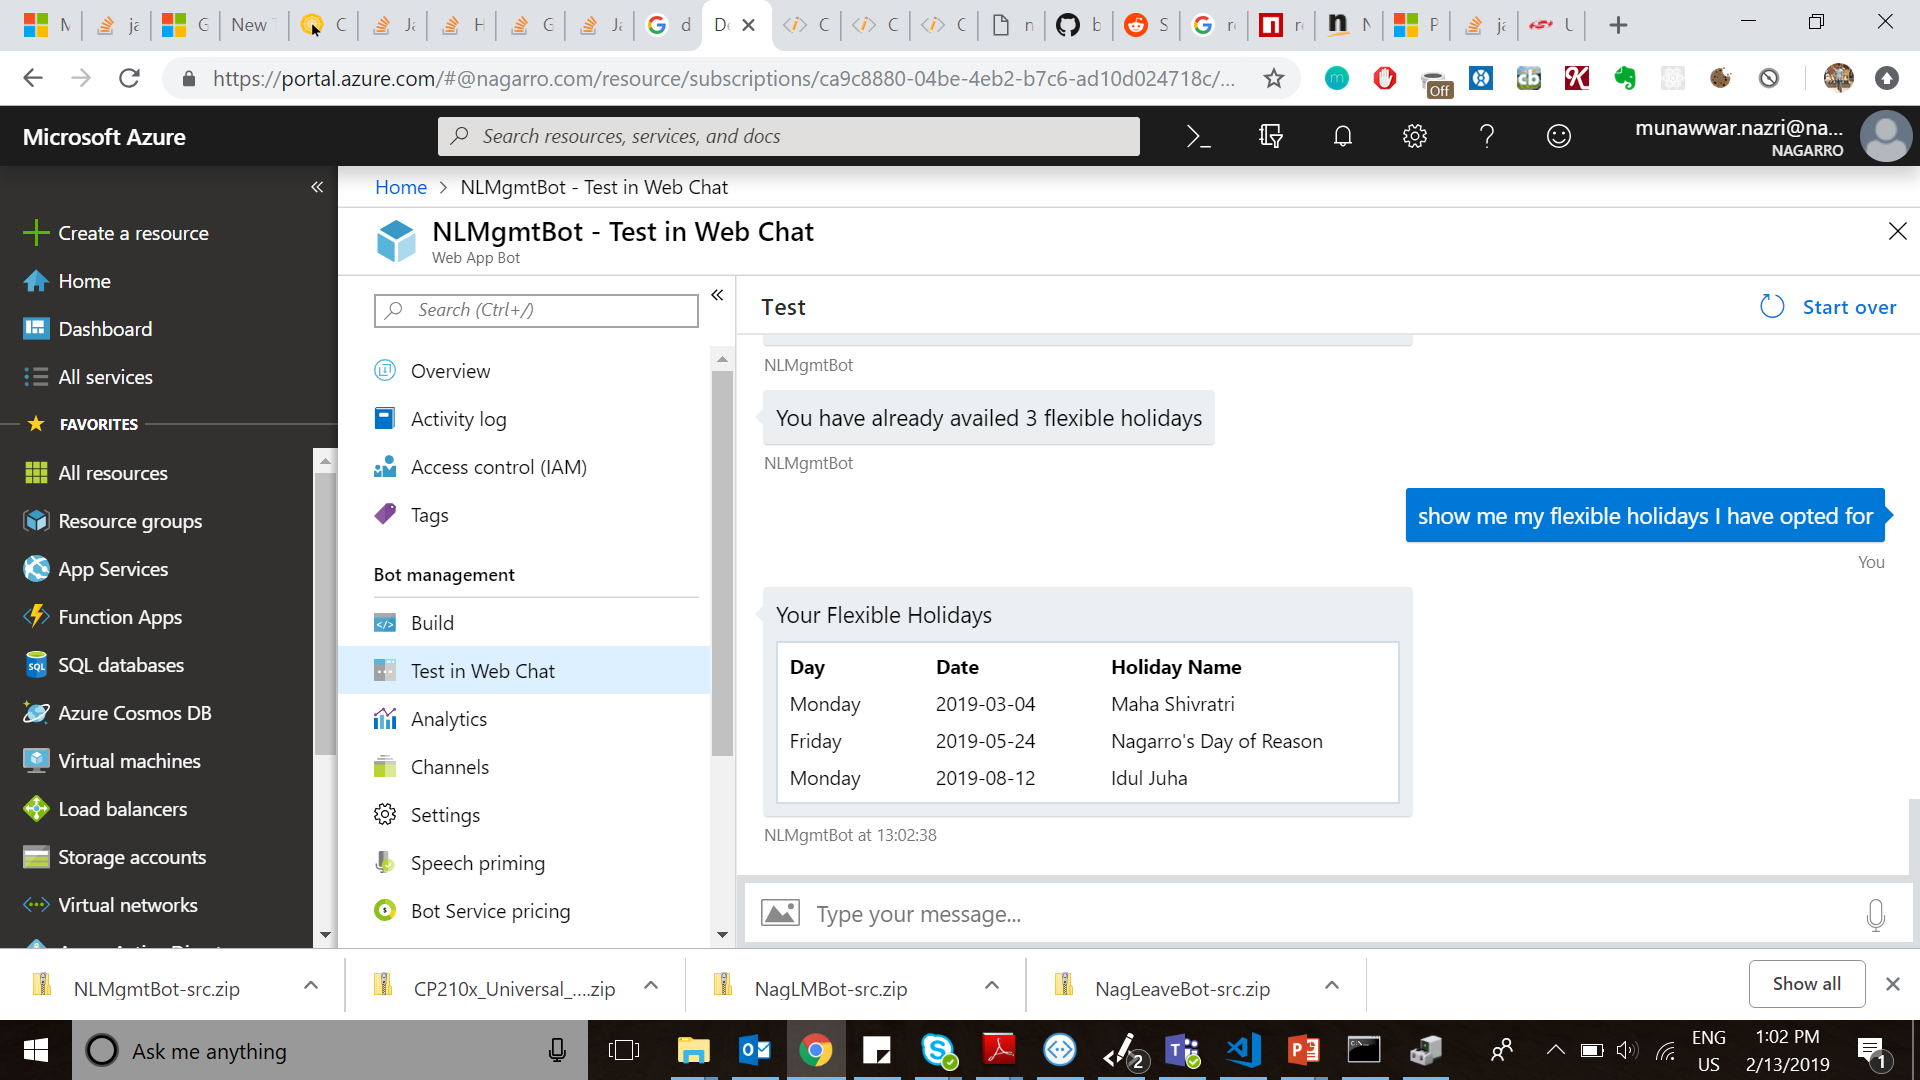 New
Off
https://portal.azure.com/#@nagarro.com/resource/subscriptions/ca9c8880-04be-4eb2-b7c6-ad10d024718c/...
Microsoft Azure
Search resources, services, and docs
munawwar.nazri@na...
NAGARRO
Create a resource
Home
Dashboard
All services
FAVORITES
All resources
Resource groups
App Services
Function Apps
SQL databases
Azure Cosmos DB
Virtual machines
Load balancers
Storage accounts
Virtual networks
Home > NLMgmtBot - Test in Web Chat
NLMgmtBot - Test in Web Chat
Web App Bot
Search (Ctrl+/)
Overview
Activity log
Access control (IAM)
Tags
Bot management
Build
Test in Web Chat
Analytics
Channels
Settings
Speech priming
Bot Service pricing
Test
Start over
NLMgmtBot
You have already availed 3 flexible holidays
NLMgmtBot
show me my flexible holidays I have opted for
You
Your Flexible Holidays
Day Date Holiday Name
Monday 2019-03-04 Maha Shivratri
Friday 2019-05-24 Nagarro's Day of Reason
Monday 2019-08-12 Idul Juha
NLMgmtBot at 13:02:38
Type your message...
NLMgmtBot-src.zip
CP210x_Universal_....zip
NagLMBot-src.zip
NagLeaveBot-src.zip
Show all
Ask me anything
2
ENG
US
1:02 PM
2/13/2019
1